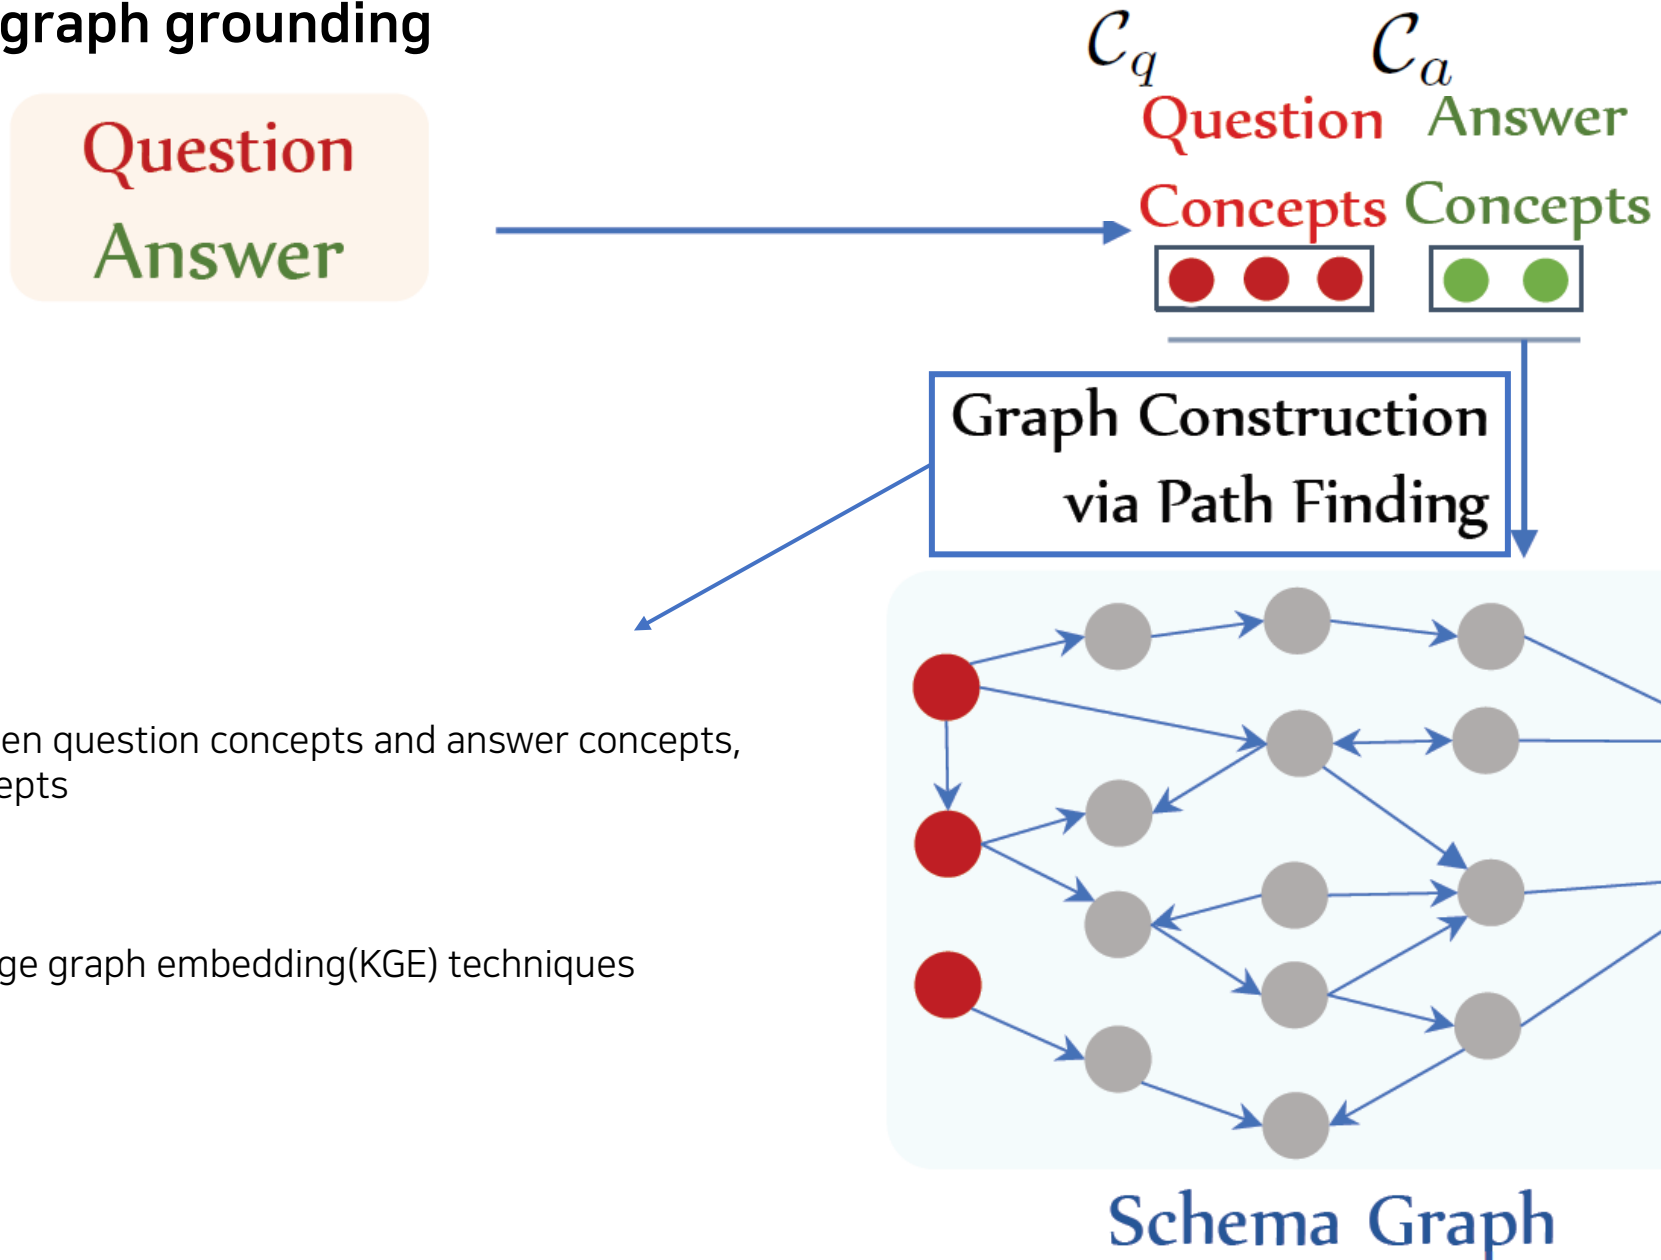 graph grounding
𝒞q 𝒞a
Question
Answer
Question Answer
Concepts Concepts
Graph Construction
via Path Finding
en question concepts and answer concepts,
epts
ge graph embedding(KGE) techniques
Schema Graph